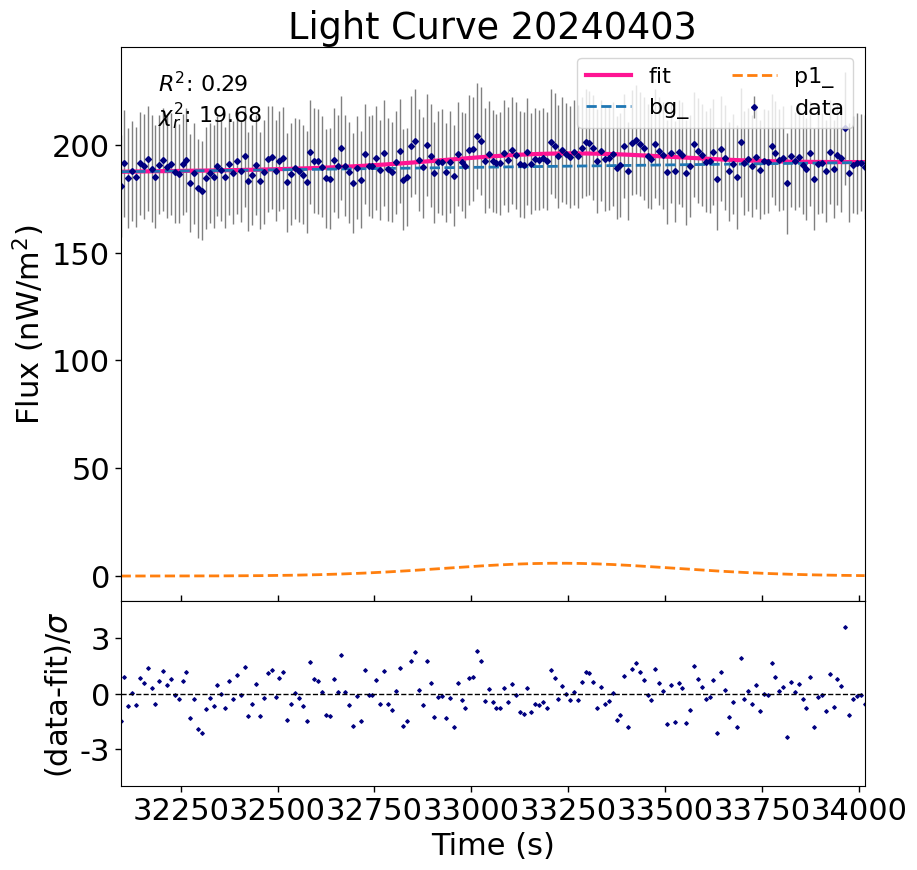 Light Curve 20240403
R²: 0.29
χᵣ²: 19.68
fit
bg_
p1_
data
200
150
100
50
0
Flux (nW/m²)
3
0
-3
(data-fit)/σ
32250 32500 32750 33000 33250 33500 33750 34000
Time (s)